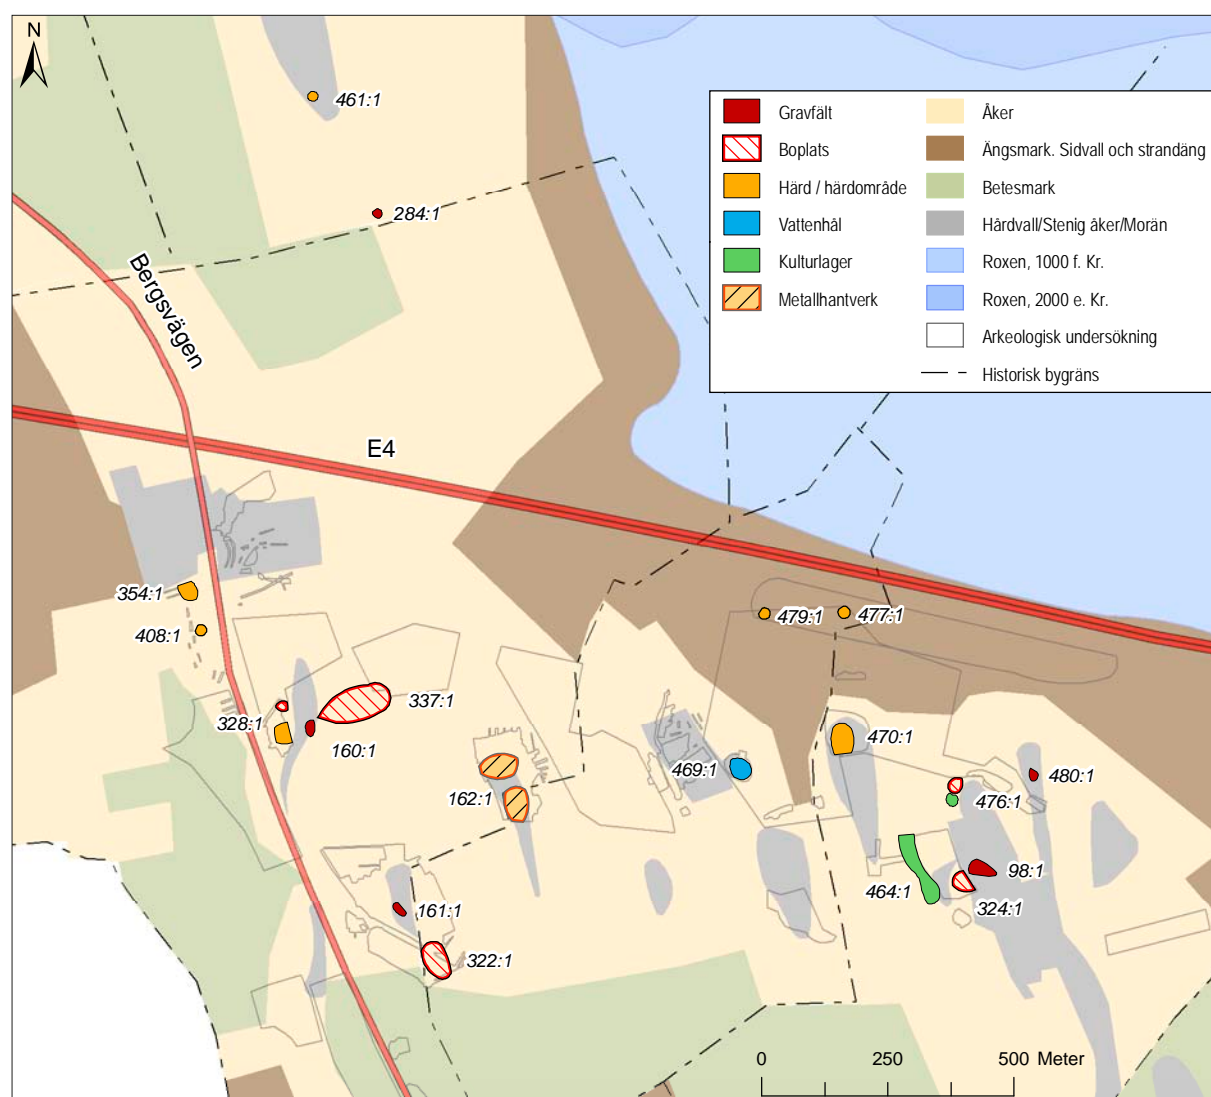 N
461:1
284:1
Bergsvägen
E4
Gravfält
Boplats
Härd / härdområde
Vattenhål
Kulturlager
Metallhantverk
Åker
Ängsmark. Sidvall och strandäng
Betesmark
Hårdvall/Stenig åker/Morän
Roxen, 1000 f. Kr.
Roxen, 2000 e. Kr.
Arkeologisk undersökning
Historisk bygräns
354:1
408:1
479:1
477:1
337:1
328:1
160:1
470:1
469:1
480:1
162:1
476:1
98:1
464:1
324:1
161:1
322:1
0 250 500 Meter